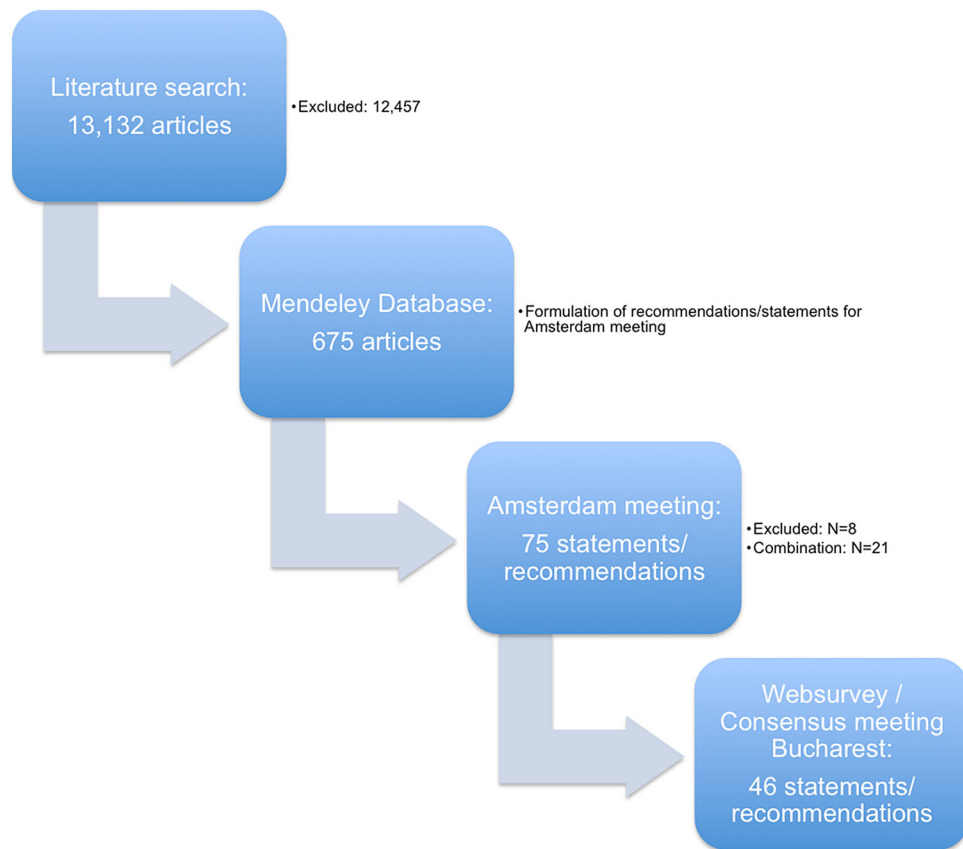 Literature search:
13,132 articles
•Excluded: 12,457
Mendeley Database:
675 articles
•Formulation of recommendations/statements for
Amsterdam meeting
Amsterdam meeting:
75 statements/
recommendations
•Excluded: N=8
•Combination: N=21
Websurvey /
Consensus meeting
Bucharest:
46 statements/
recommendations